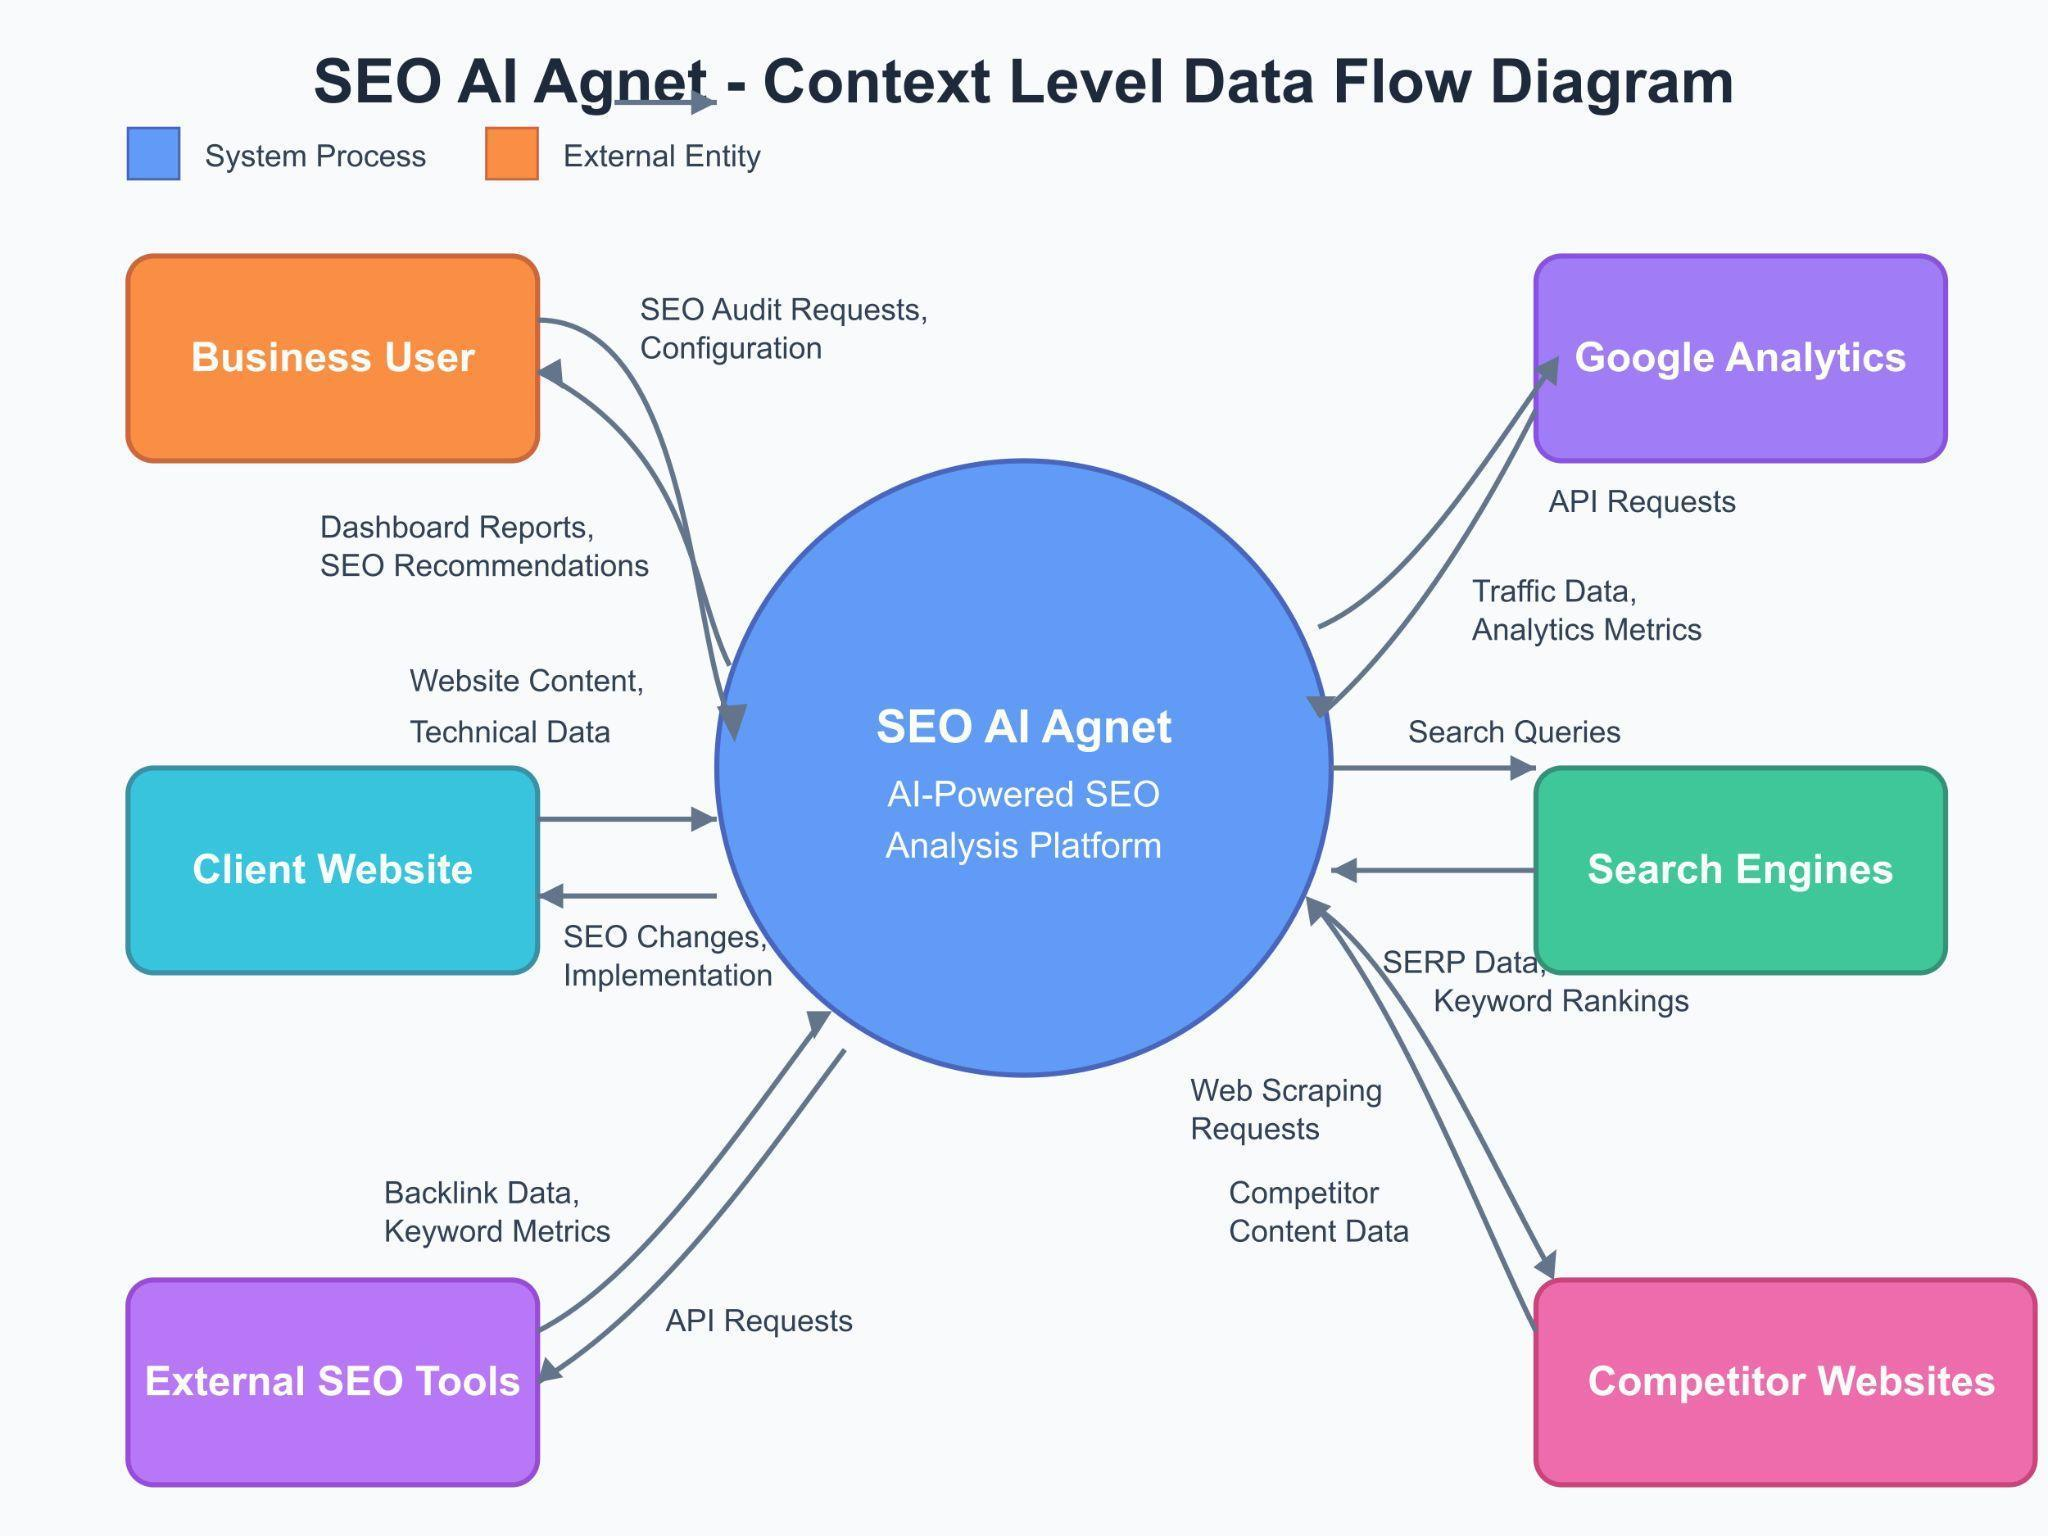 SEO AI Agnet - Context Level Data Flow Diagram
System Process
External Entity
Business User
SEO Audit Requests,
Configuration
Google Analytics
Dashboard Reports,
SEO Recommendations
API Requests
Traffic Data,
Analytics Metrics
Website Content,
Technical Data
SEO AI Agnet
AI-Powered SEO
Analysis Platform
Search Queries
Client Website
Search Engines
SEO Changes,
Implementation
SERP Data,
Keyword Rankings
Web Scraping
Requests
Backlink Data,
Keyword Metrics
Competitor
Content Data
API Requests
External SEO Tools
Competitor Websites